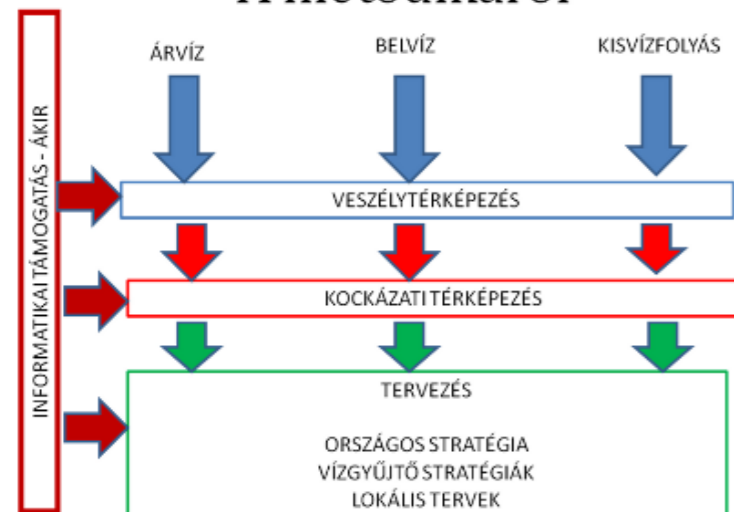 ÁRVÍZ
BELVÍZ
KISVÍZFOLYÁS
INFORMATIKAI TÁMOGATÁS - ÁKIR
VESZÉLYTÉRKÉPEZÉS
KOCKÁZATI TÉRKÉPEZÉS
TERVEZÉS
ORSZÁGOS STRATÉGIA
VÍZGYŰJTŐ STRATÉGIÁK
LOKÁLIS TERVEK